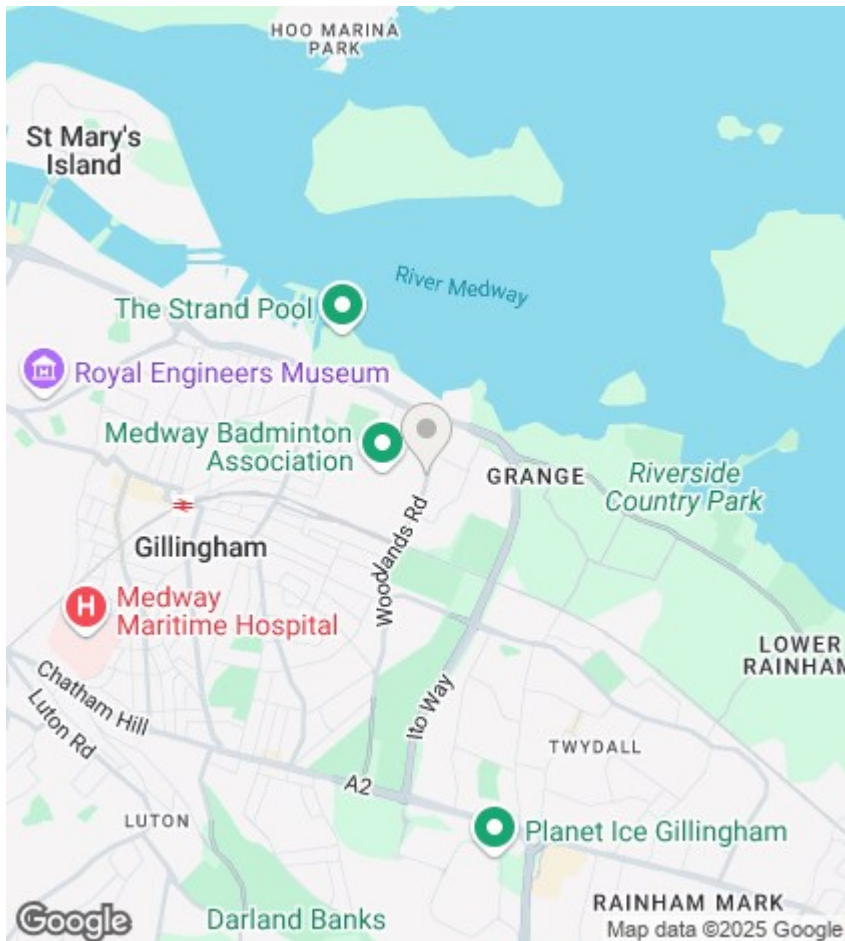 HOO MARINA
PARK
St Mary's
Island
River Medway
The Strand Pool
Royal Engineers Museum
Medway Badminton
Association
GRANGE
Riverside
Country Park
Woodlands Rd
Gillingham
H
Medway
Maritime Hospital
LOWER
RAINHAM
Chatham Hill
Luton Rd
Ito Way
TWYDALL
A2
LUTON
Planet Ice Gillingham
RAINHAM MARK
Darland Banks
Google
Map data ©2025 Google